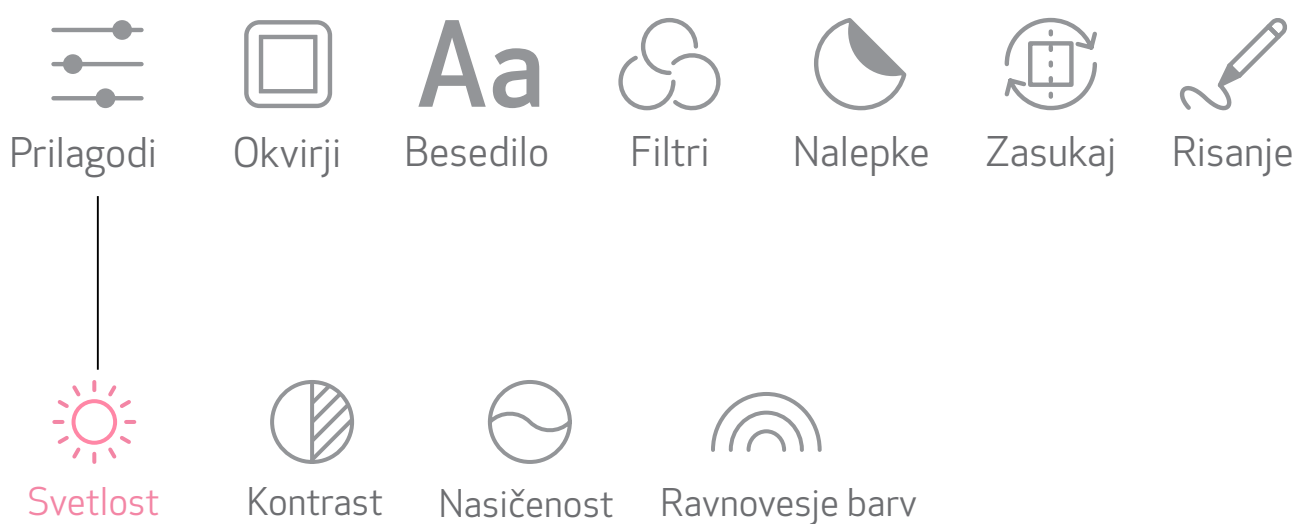 Aa
Prilagodi Okvirji Besedilo Filtri Nalepke Zasukaj Risanje
Svetlost Kontrast Nasičenost Ravnovesje barv